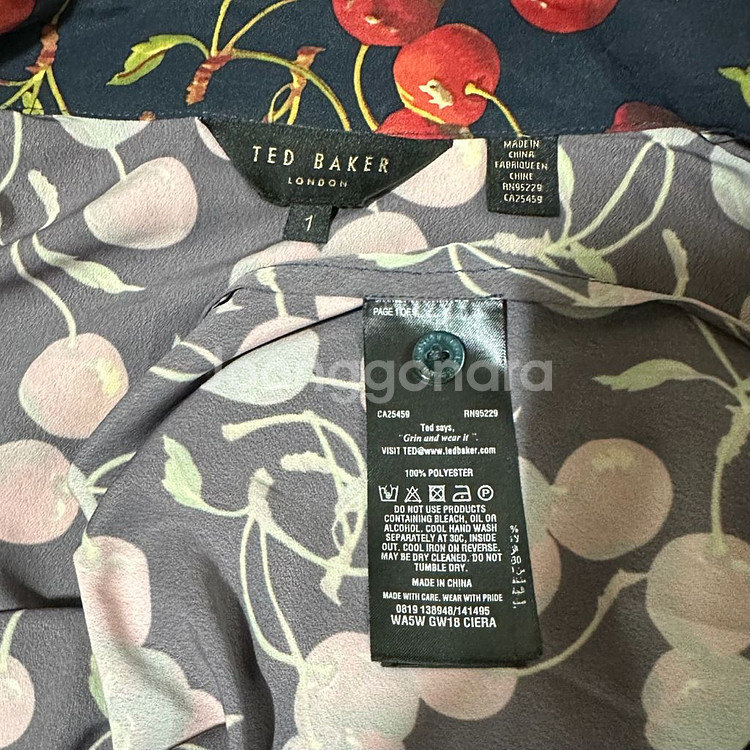 TED BAKER
LONDON
1
MADE IN
CHINA
FABRIQUE EN
CHINE
RN95229
CA25459
PAGE 1 OF
CA25459 RN95229
Ted says,
"Grin and wear it".
VISIT TED@www.tedbaker.com
100% POLYESTER
DO NOT USE PRODUCTS
CONTAINING BLEACH, OIL OR
ALCOHOL. COOL HAND WASH
SEPARATELY AT 30C, INSIDE
OUT. COOL IRON ON REVERSE.
MAY BE DRY CLEANED. DO NOT
TUMBLE DRY.
MADE IN CHINA
MADE WITH CARE, WEAR WITH PRIDE
0819 138948/141495
WA5W GW18 CIERA